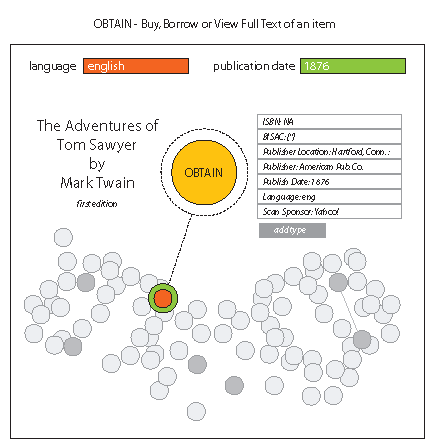 OBTAIN - Buy, Borrow or View Full Text of an item
language english publication date 1876
The Adventures of
Tom Sawyer
by
Mark Twain
first edition
OBTAIN
ISBN: NA
BISAC: (?)
Publisher Location: Hartford, Conn. :
Publisher: American Pub. Co.
Publish Date: 1876
Language: eng
Scan Sponsor: Yahoo!
add type